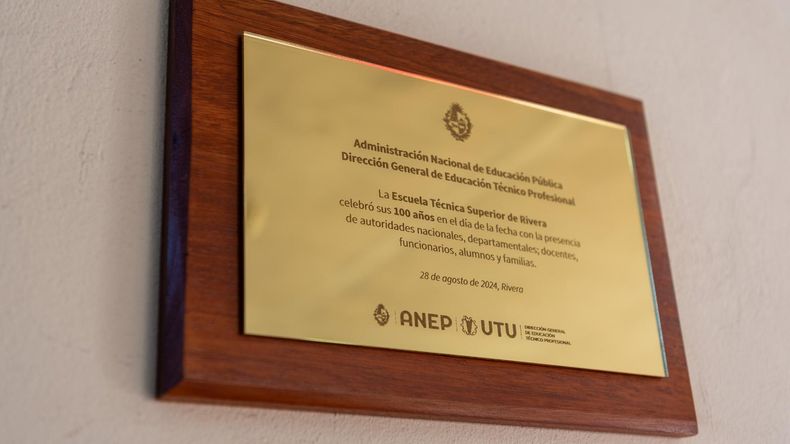 Administración Nacional de Educación Pública
Dirección General de Educación Técnico Profesional
La Escuela Técnica Superior de Rivera
celebró sus 100 años en el día de la fecha con la presencia
de autoridades nacionales, departamentales; docentes,
funcionarios, alumnos y familias.
28 de agosto de 2024, Rivera
ANEP UTU
DIRECCIÓN GENERAL
DE EDUCACIÓN
TÉCNICO PROFESIONAL